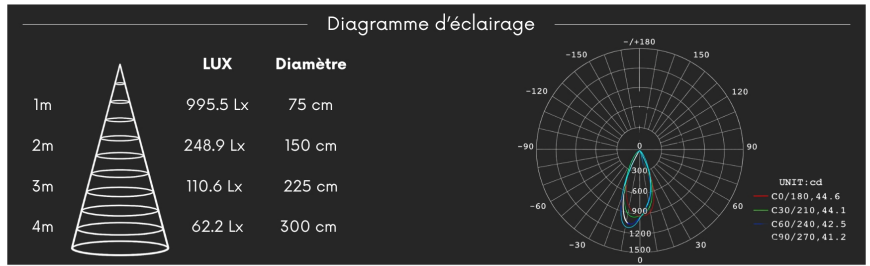 Diagramme d'éclairage
LUX Diamètre
1m 995.5 Lx 75 cm
2m 248.9 Lx 150 cm
3m 110.6 Lx 225 cm
4m 62.2 Lx 300 cm
-/+180
-150 150
-120 120
-90 0 90
300
600
-60 60
900
1200
-30 30
1500
0
UNIT:cd
C0/180,44.6
C30/210,44.1
C60/240,42.5
C90/270,41.2